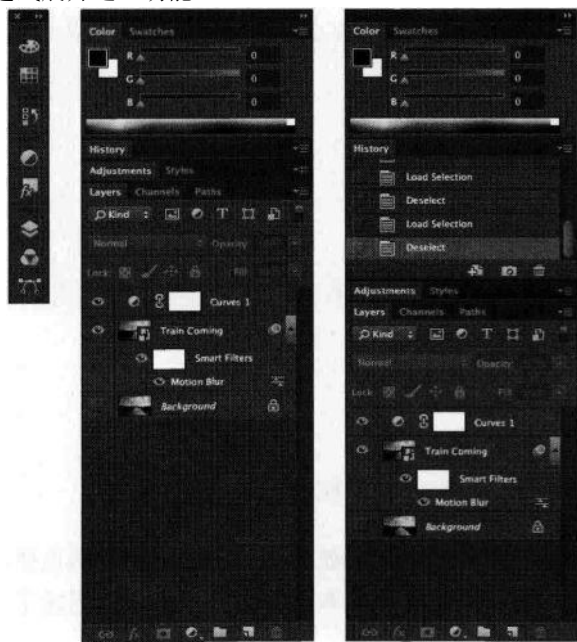 Color Swatches
R 0
G 0
B 0
History
Adjustments Styles
Layers Channels Paths
Kind
Normal Opacity
Lock Fill
Curves 1
Train Coming
Smart Filters
Motion Blur
Background
fx
Color Swatches
R 0
G 0
B 0
History
Load Selection
Deselect
Load Selection
Deselect
Adjustments Styles
Layers Channels Paths
Kind
Normal Opacity
Lock Fill
Curves 1
Train Coming
Smart Filters
Motion Blur
Background
fx